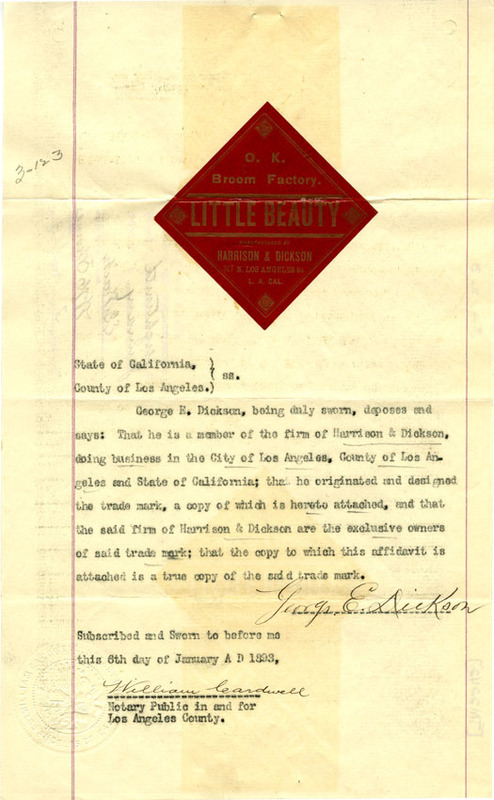 3-123
O. K.
Broom Factory.
LITTLE BEAUTY
MANUFACTURED BY
HARRISON & DICKSON
N. LOS ANGELES St.
L. A. CAL.
State of California, )
( ss.
County of Los Angeles.)
George E. Dickson, being duly sworn, deposes and
says: That he is a member of the firm of Harrison & Dickson,
doing business in the City of Los Angeles, County of Los An-
geles and State of California; that he originated and designed
the trade mark, a copy of which is hereto attached, and that
the said firm of Harrison & Dickson are the exclusive owners
of said trade mark; that the copy to which this affidavit is
attached is a true copy of the said trade mark.
George E. Dickson
Subscribed and Sworn to before me
this 6th day of January A D 1893,
William Cardwell
Notary Public in and for
Los Angeles County.